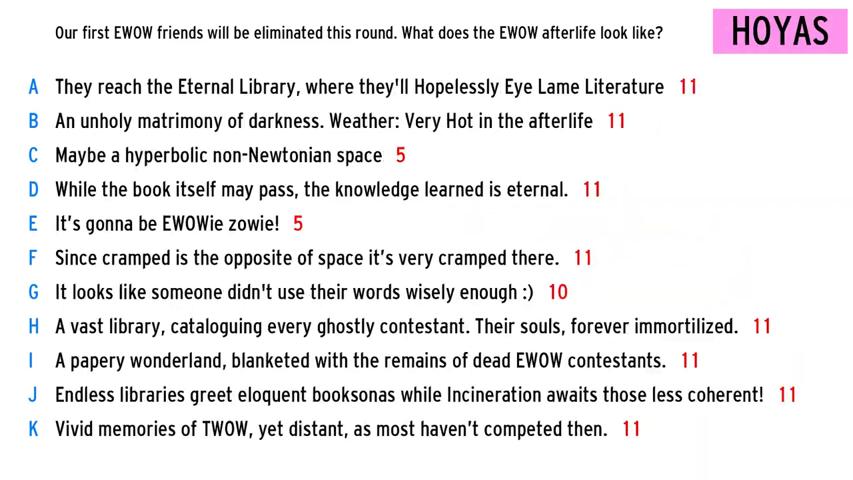 Our first EWOW friends will be eliminated this round. What does the EWOW afterlife look like?
HOYAS
A They reach the Eternal Library, where they'll Hopelessly Eye Lame Literature 11
B An unholy matrimony of darkness. Weather: Very Hot in the afterlife 11
C Maybe a hyperbolic non-Newtonian space 5
D While the book itself may pass, the knowledge learned is eternal. 11
E It's gonna be EWOWie zowie! 5
F Since cramped is the opposite of space it's very cramped there. 11
G It looks like someone didn't use their words wisely enough :) 10
H A vast library, cataloguing every ghostly contestant. Their souls, forever immortilized. 11
I A papery wonderland, blanketed with the remains of dead EWOW contestants. 11
J Endless libraries greet eloquent booksonas while Incineration awaits those less coherent! 11
K Vivid memories of TWOW, yet distant, as most haven't competed then. 11